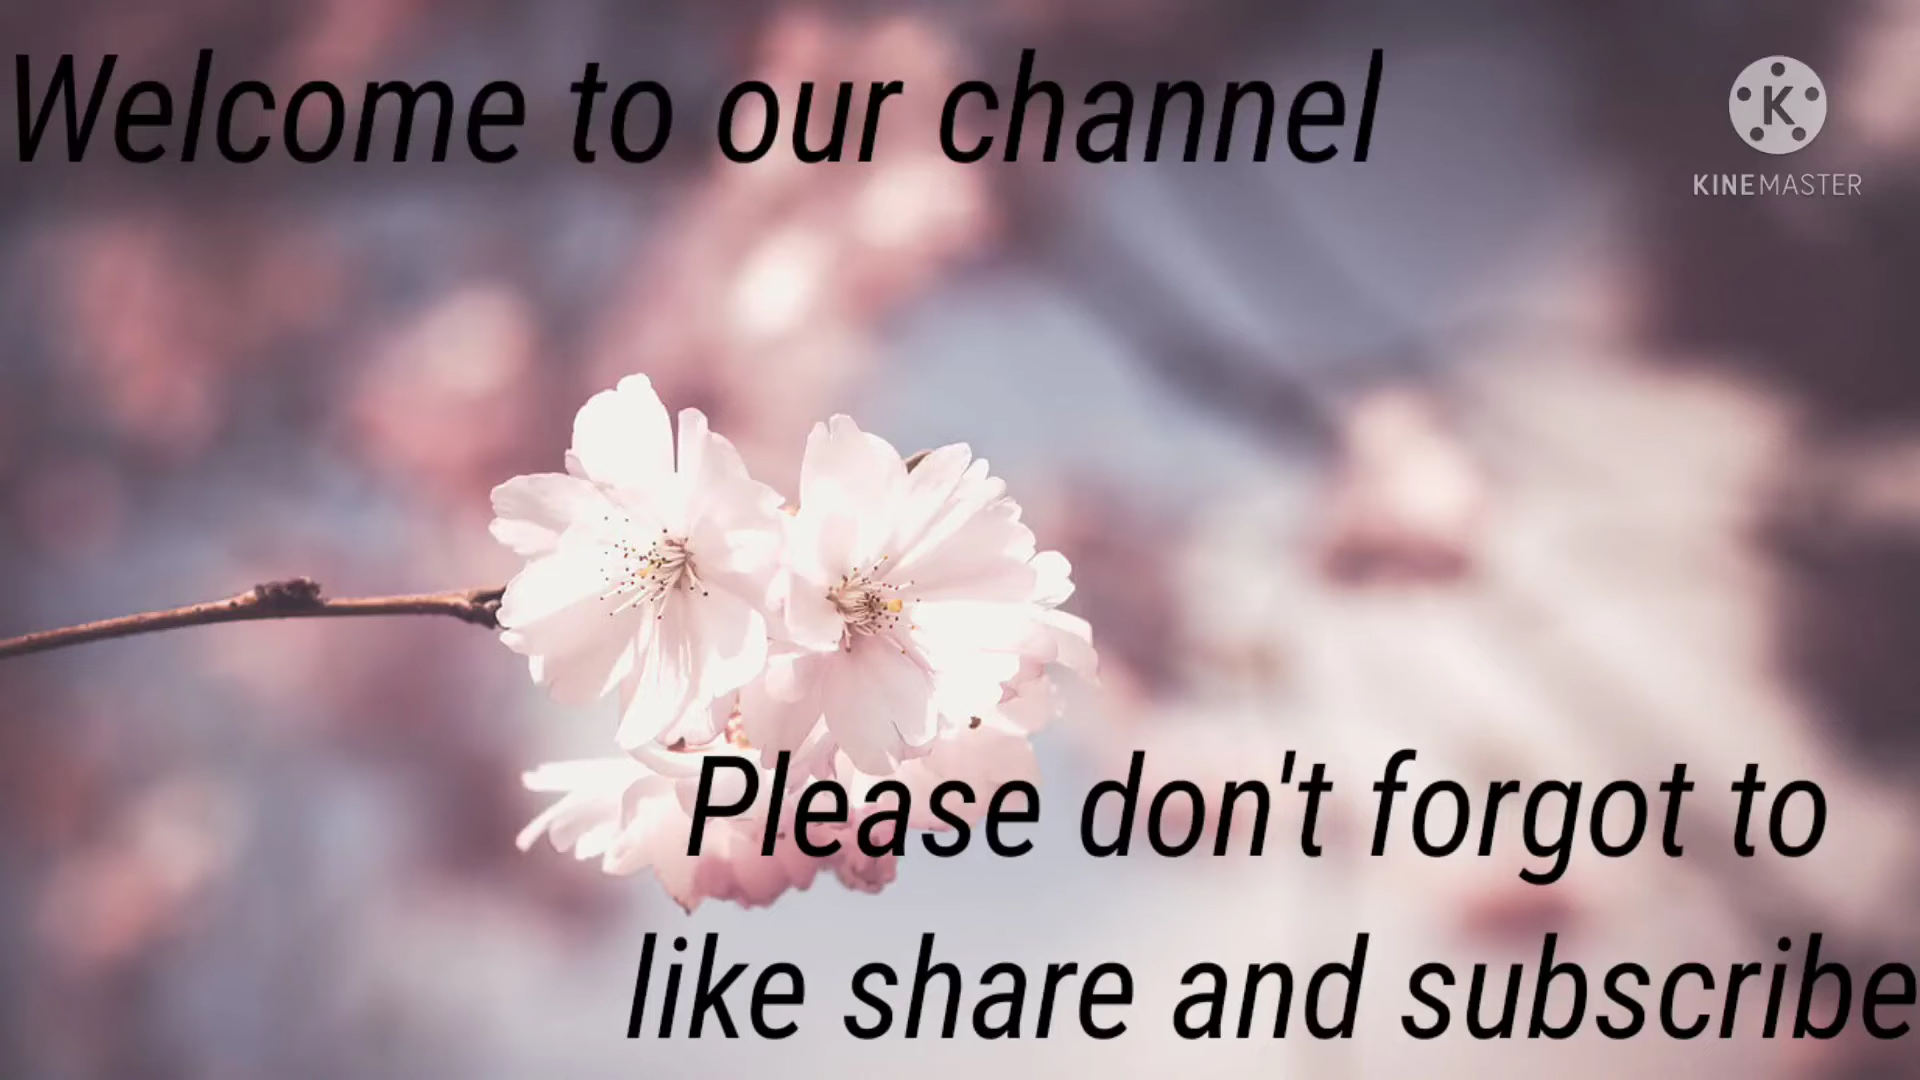 Welcome to our channel
K
KINEMASTER
Please don't forgot to
like share and subscribe